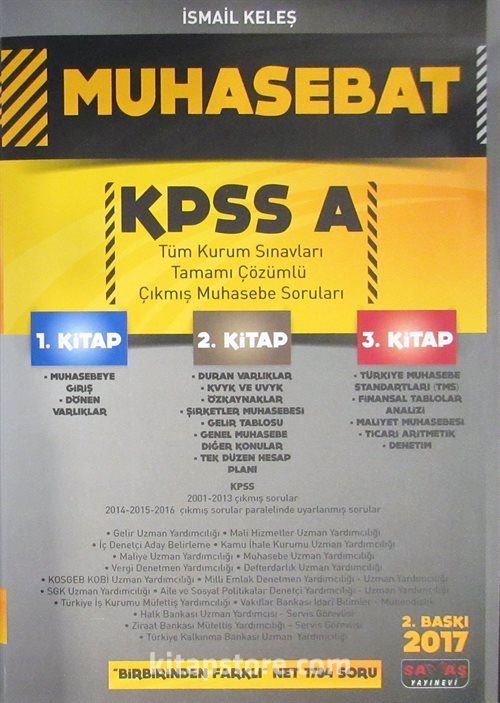 İSMAİL KELEŞ
MUHASEBAT
KPSS A
Tüm Kurum Sınavları
Tamamı Çözümlü
Çıkmış Muhasebe Soruları
1. KİTAP
• MUHASEBEYE
GİRİŞ
• DÖNEN
VARLIKLAR
2. KİTAP
• DURAN VARLIKLAR
• KVYK VE UVYK
• ÖZKAYNAKLAR
• ŞİRKETLER MUHASEBESİ
• GELİR TABLOSU
• GENEL MUHASEBE
DİĞER KONULAR
• TEK DÜZEN HESAP
PLANI
3. KİTAP
• TÜRKİYE MUHASEBE
STANDARTLARI (TMS)
• FİNANSAL TABLOLAR
ANALİZİ
• MALİYET MUHASEBESİ
• TİCARİ ARİTMETİK
• DENETİM
KPSS
2001-2013 çıkmış sorular
2014-2015-2016 çıkmış sorular paralelinde uyarlanmış sorular
• Gelir Uzman Yardımcılığı • Mali Hizmetler Uzman Yardımcılığı
• İç Denetçi Aday Belirleme • Kamu İhale Kurumu Uzman Yardımcılığı
• Maliye Uzman Yardımcılığı • Muhasebe Uzman Yardımcılığı
• Vergi Denetmen Yardımcılığı • Defterdarlık Uzman Yardımcılığı
• KOSGEB KOBİ Uzman Yardımcılığı • Milli Emlak Denetmen Yardımcılığı - Uzman Yardımcılığı
• SGK Uzman Yardımcılığı • Aile ve Sosyal Politikalar Denetçi Yardımcılığı - Uzman Yardımcılığı
• Türkiye İş Kurumu Müfettiş Yardımcılığı • Vakıflar Bankası İdari Bilimler - Mühendislik
• Halk Bankası Uzman Yardımcısı - Servis Görevlisi
• Ziraat Bankası Müfettiş Yardımcılığı - Servis Görevlisi
• Türkiye Kalkınma Bankası Uzman Yardımcılığı
2. BASKI
2017
SAVAŞ
YAYINEVİ
kitapstore.com
"BİRBİRİNDEN FARKLI" NET 1784 SORU